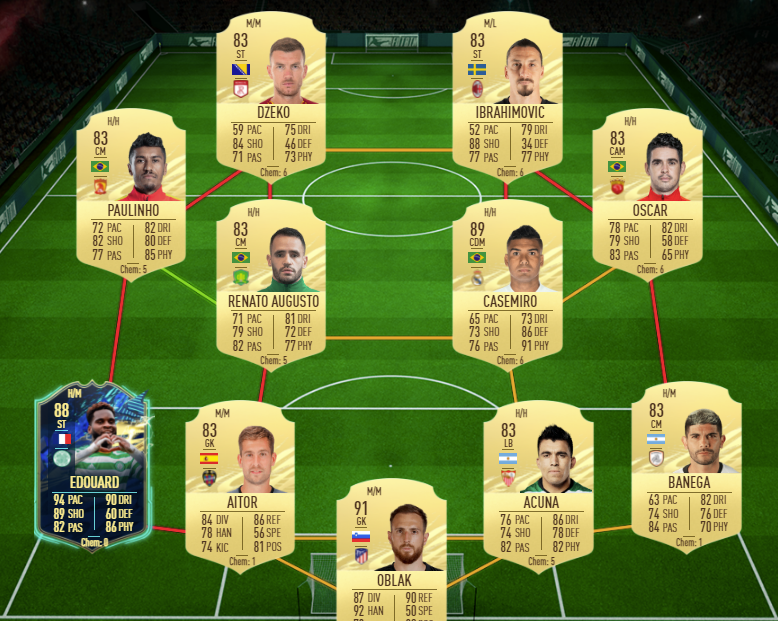 M/M
83
ST
DZEKO
59 PAC 75 DRI
84 SHO 46 DEF
71 PAS 73 PHY
Chem: 6
M/L
83
ST
IBRAHIMOVIC
52 PAC 79 DRI
88 SHO 34 DEF
77 PAS 77 PHY
Chem: 6
H/H
83
CM
PAULINHO
72 PAC 82 DRI
82 SHO 80 DEF
77 PAS 85 PHY
Chem: 5
H/H
83
CAM
OSCAR
78 PAC 82 DRI
79 SHO 58 DEF
83 PAS 65 PHY
Chem: 6
H/H
83
CM
RENATO AUGUSTO
71 PAC 81 DRI
79 SHO 72 DEF
82 PAS 77 PHY
Chem: 5
H/H
89
CDM
CASEMIRO
65 PAC 73 DRI
73 SHO 86 DEF
76 PAS 91 PHY
Chem: 6
H/M
88
ST
EDOUARD
94 PAC 90 DRI
89 SHO 60 DEF
82 PAS 86 PHY
Chem: 0
M/M
83
GK
AITOR
84 DIV 86 REF
78 HAN 56 SPE
74 KIC 81 POS
Chem: 1
H/H
83
LB
ACUNA
76 PAC 86 DRI
74 SHO 78 DEF
82 PAS 82 PHY
Chem: 5
H/M
83
CM
BANEGA
63 PAC 82 DRI
74 SHO 76 DEF
84 PAS 70 PHY
Chem: 1
M/M
91
GK
OBLAK
87 DIV 90 REF
92 HAN 50 SPE